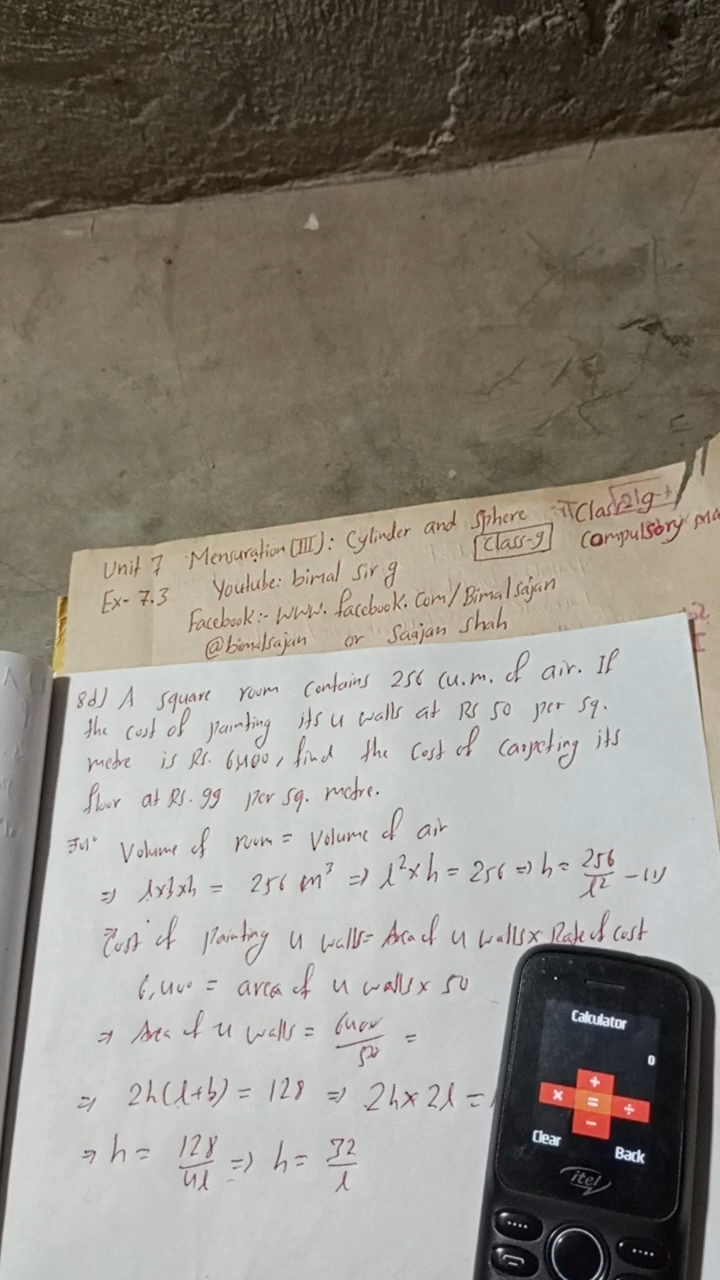 Unit 7 Mensuration (III): Cylinder and Sphere
Class-9 Compulsory
Ex- 7.3 Youtube: bimal sir g
Facebook:- www.facebook.com/Bimalsajan
@bimalsajan or Saajan Shah
8d) A square room contains 256 cu.m. of air. If
the cost of painting its 4 walls at Rs 50 per sq.
metre is Rs. 6400, find the cost of carpeting its
floor at Rs. 99 per sq. metre.
Volume of room = Volume of air
⇒ l×l×h = 256 m³ ⇒ l²×h = 256 ⇒ h = 256/l² -(i)
Cost of painting 4 walls = Area of 4 walls × Rate of cost
6,400 = area of 4 walls × 50
⇒ Area of 4 walls = 6400/50 =
⇒ 2h(l+b) = 128 ⇒ 2h×2l =
⇒ h = 128/4l ⇒ h = 32/l
Calculator
0
+
× = ÷
-
Clear Back
itel